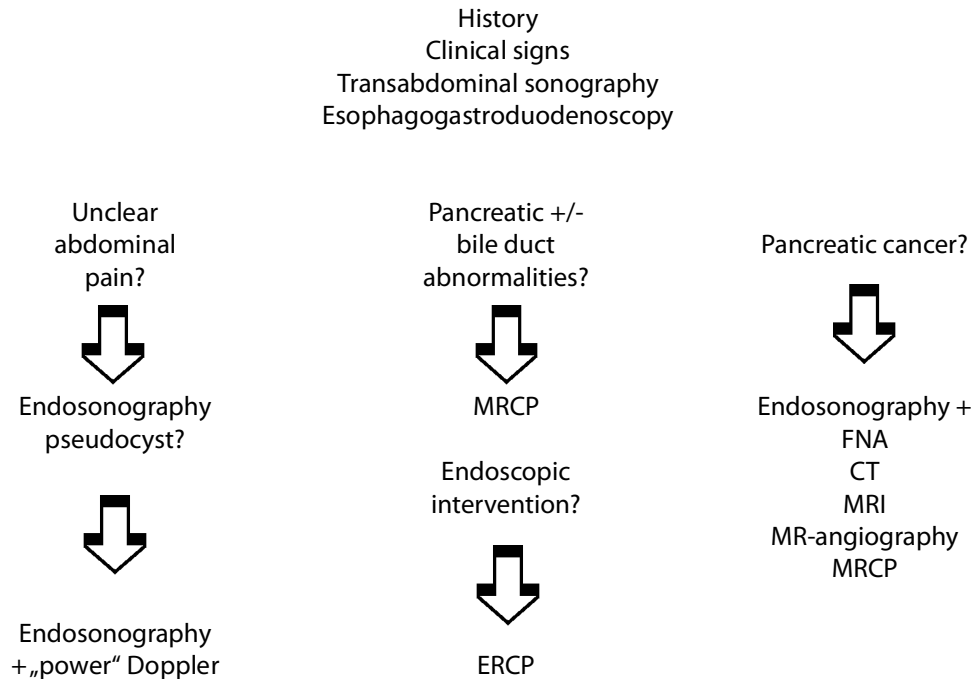 History
Clinical signs
Transabdominal sonography
Esophagogastroduodenoscopy
Unclear
abdominal
pain?
Endosonography
pseudocyst?
Endosonography
+„power“ Doppler
Pancreatic +/-
bile duct
abnormalities?
MRCP
Endoscopic
intervention?
ERCP
Pancreatic cancer?
Endosonography +
FNA
CT
MRI
MR-angiography
MRCP